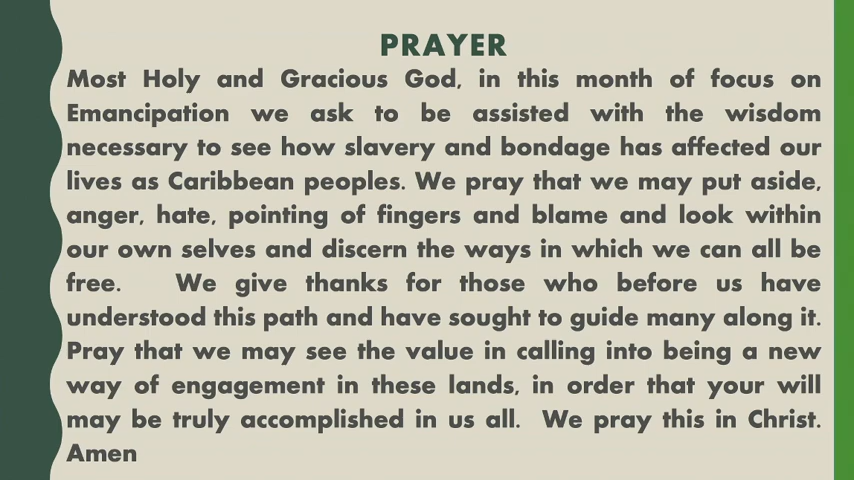 PRAYER
Most Holy and Gracious God, in this month of focus on
Emancipation we ask to be assisted with the wisdom
necessary to see how slavery and bondage has affected our
lives as Caribbean peoples. We pray that we may put aside,
anger, hate, pointing of fingers and blame and look within
our own selves and discern the ways in which we can all be
free. We give thanks for those who before us have
understood this path and have sought to guide many along it.
Pray that we may see the value in calling into being a new
way of engagement in these lands, in order that your will
may be truly accomplished in us all. We pray this in Christ.
Amen